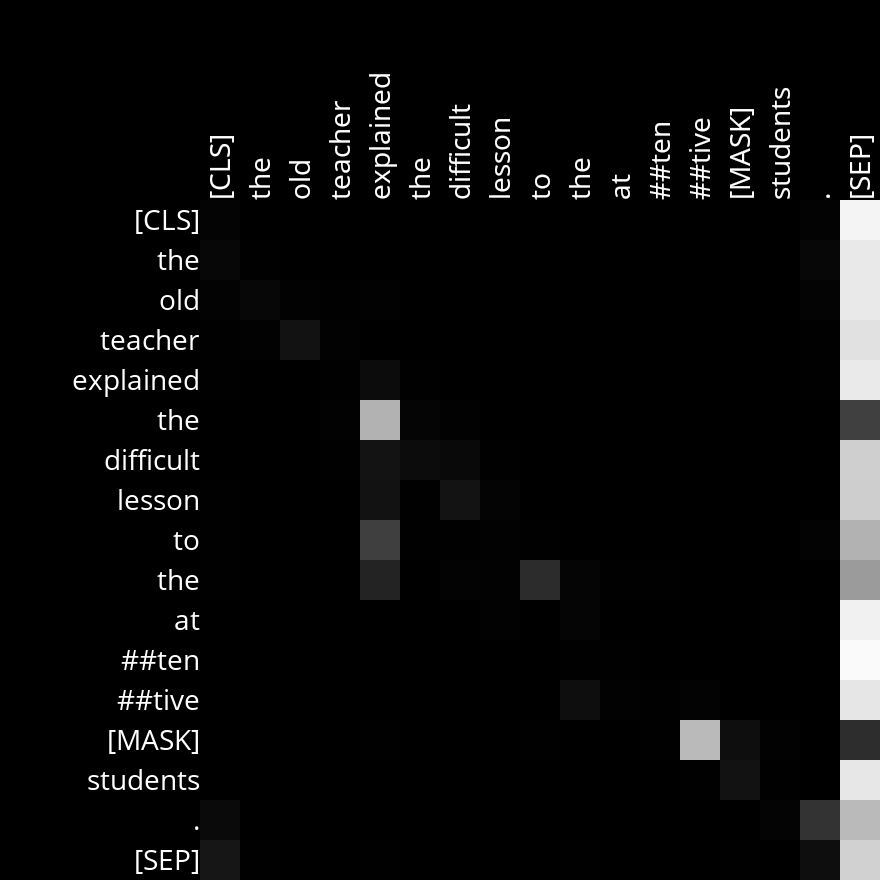 [CLS] the old teacher explained the difficult lesson to the at ##ten ##tive [MASK] students . [SEP]
[CLS]
the
old
teacher
explained
the
difficult
lesson
to
the
at
##ten
##tive
[MASK]
students
.
[SEP]